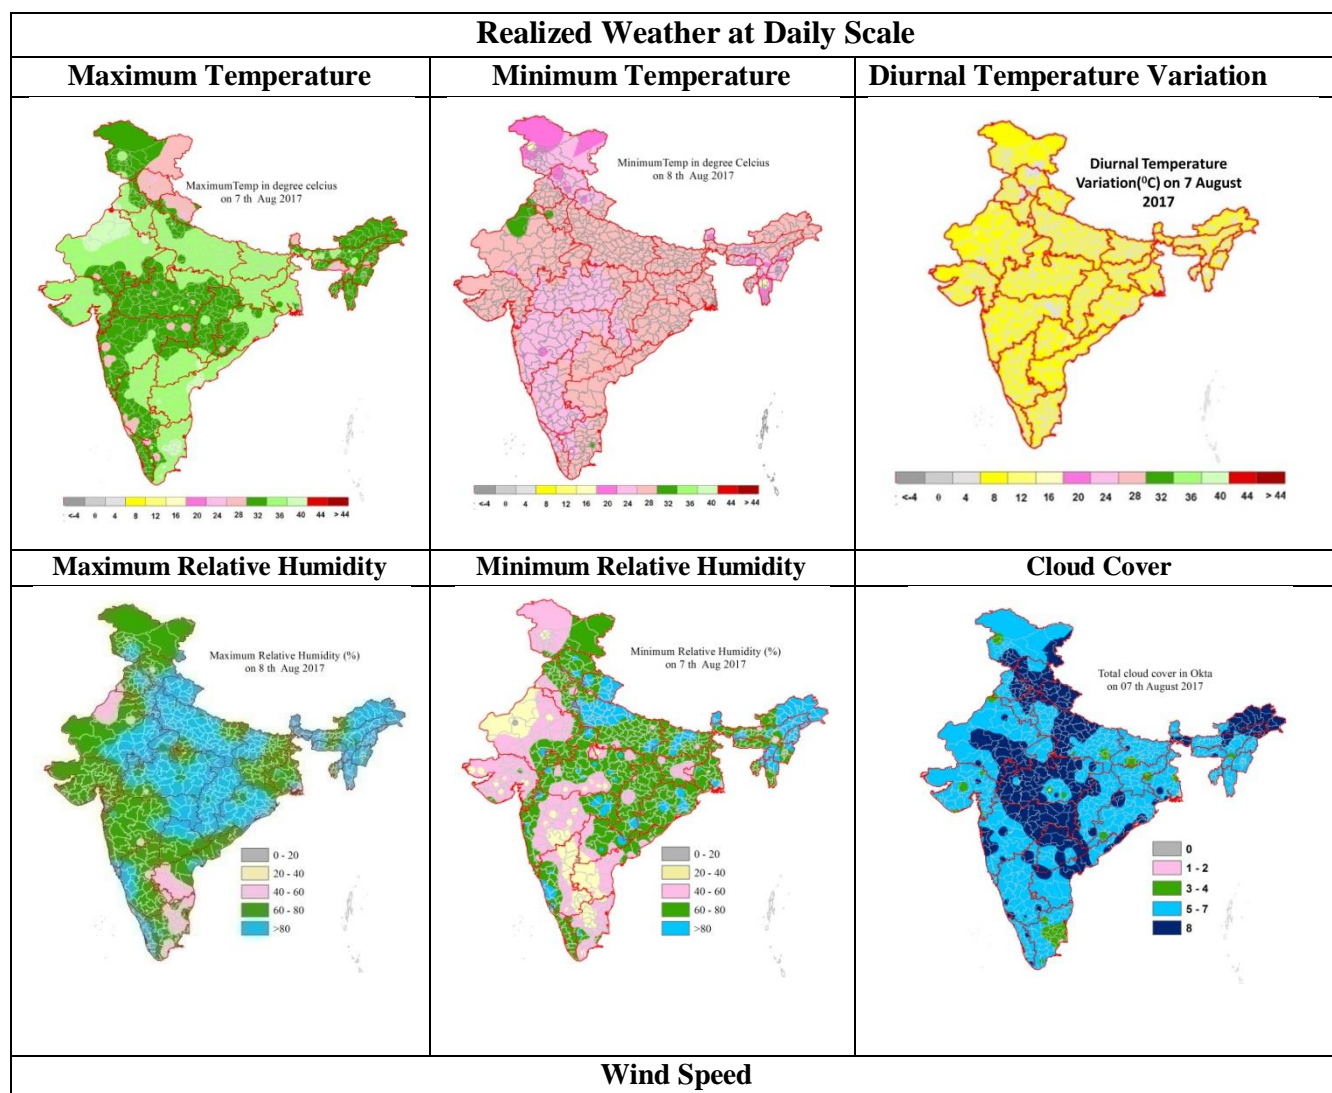 Realized Weather at Daily Scale
Maximum Temperature
Minimum Temperature
Diurnal Temperature Variation
MaximumTemp in degree celcius
on 7 th Aug 2017
<-4 0 4 8 12 16 20 24 28 32 36 40 44 > 44
MinimumTemp in degree Celcius
on 8 th Aug 2017
<-4 0 4 8 12 16 20 24 28 32 36 40 44 > 44
Diurnal Temperature
Variation(⁰C) on 7 August
2017
<-4 0 4 8 12 16 20 24 28 32 36 40 44 > 44
Maximum Relative Humidity
Minimum Relative Humidity
Cloud Cover
Maximum Relative Humidity (%)
on 8 th Aug 2017
0 - 20
20 - 40
40 - 60
60 - 80
>80
Minimum Relative Humidity (%)
on 7 th Aug 2017
0 - 20
20 - 40
40 - 60
60 - 80
>80
Total cloud cover in Okta
on 07 th August 2017
0
1 - 2
3 - 4
5 - 7
8
Wind Speed